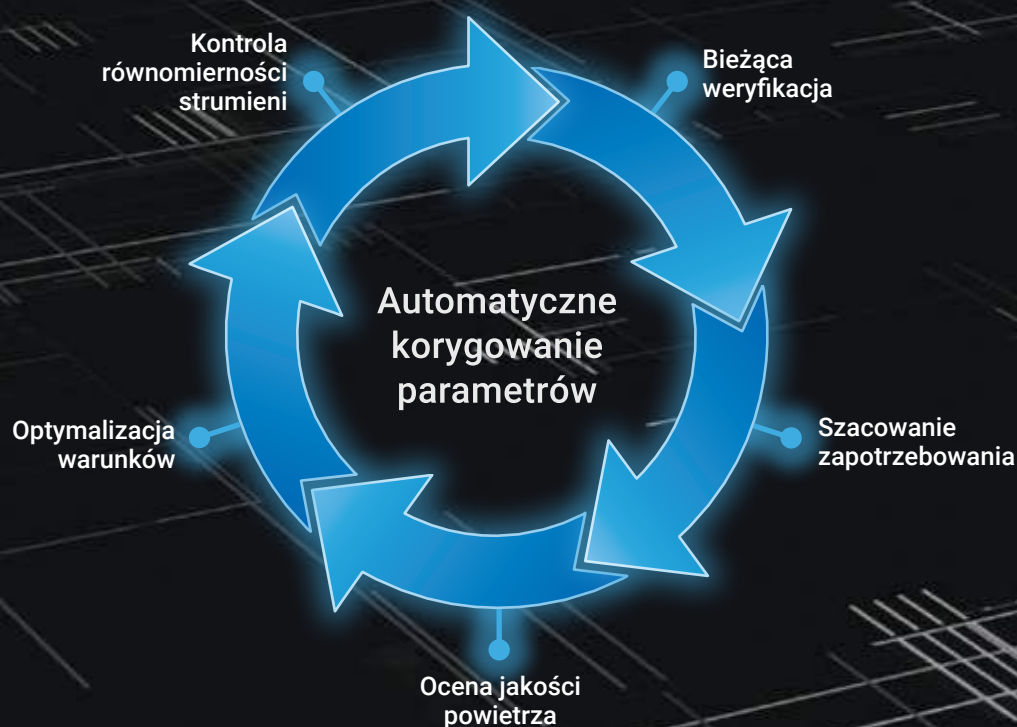 Kontrola
równomierności
strumieni
Bieżąca
weryfikacja
Automatyczne
korygowanie
parametrów
Optymalizacja
warunków
Szacowanie
zapotrzebowania
Ocena jakości
powietrza